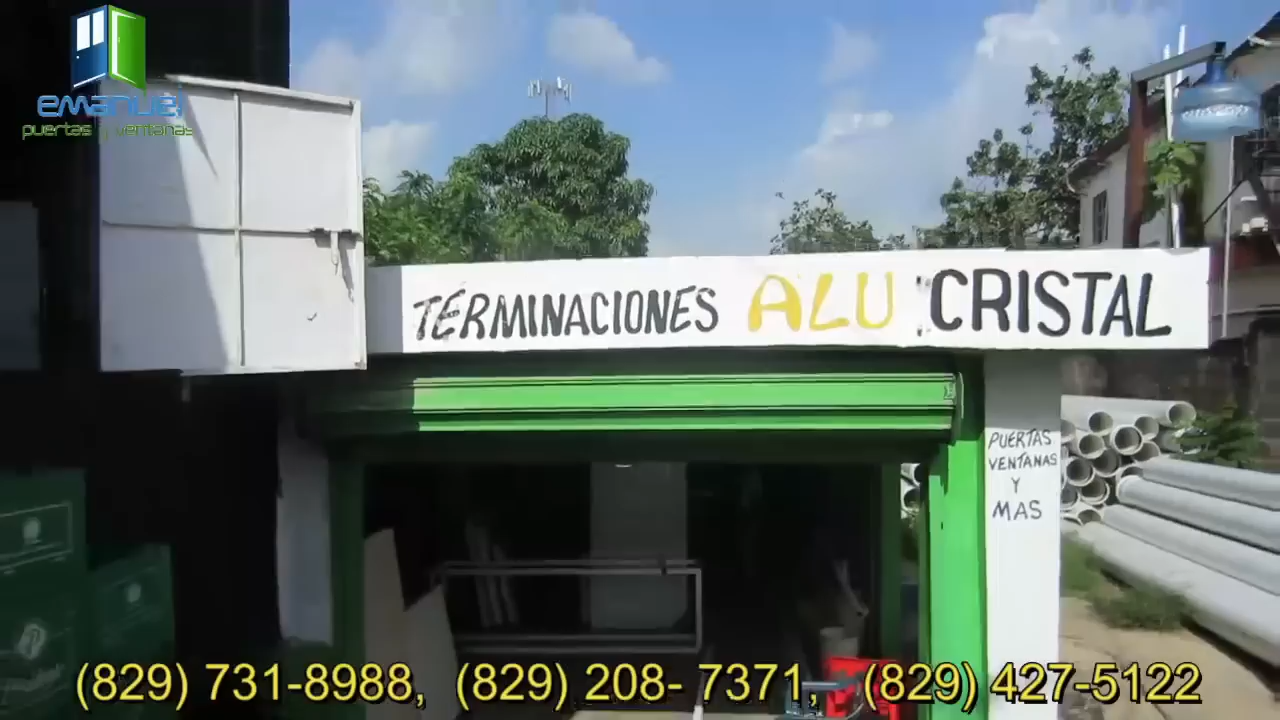 emanuel
puertas y ventanas
TERMINACIONES ALU CRISTAL
PUERTAS
VENTANAS
Y
MAS
(829) 731-8988, (829) 208- 7371, (829) 427-5122